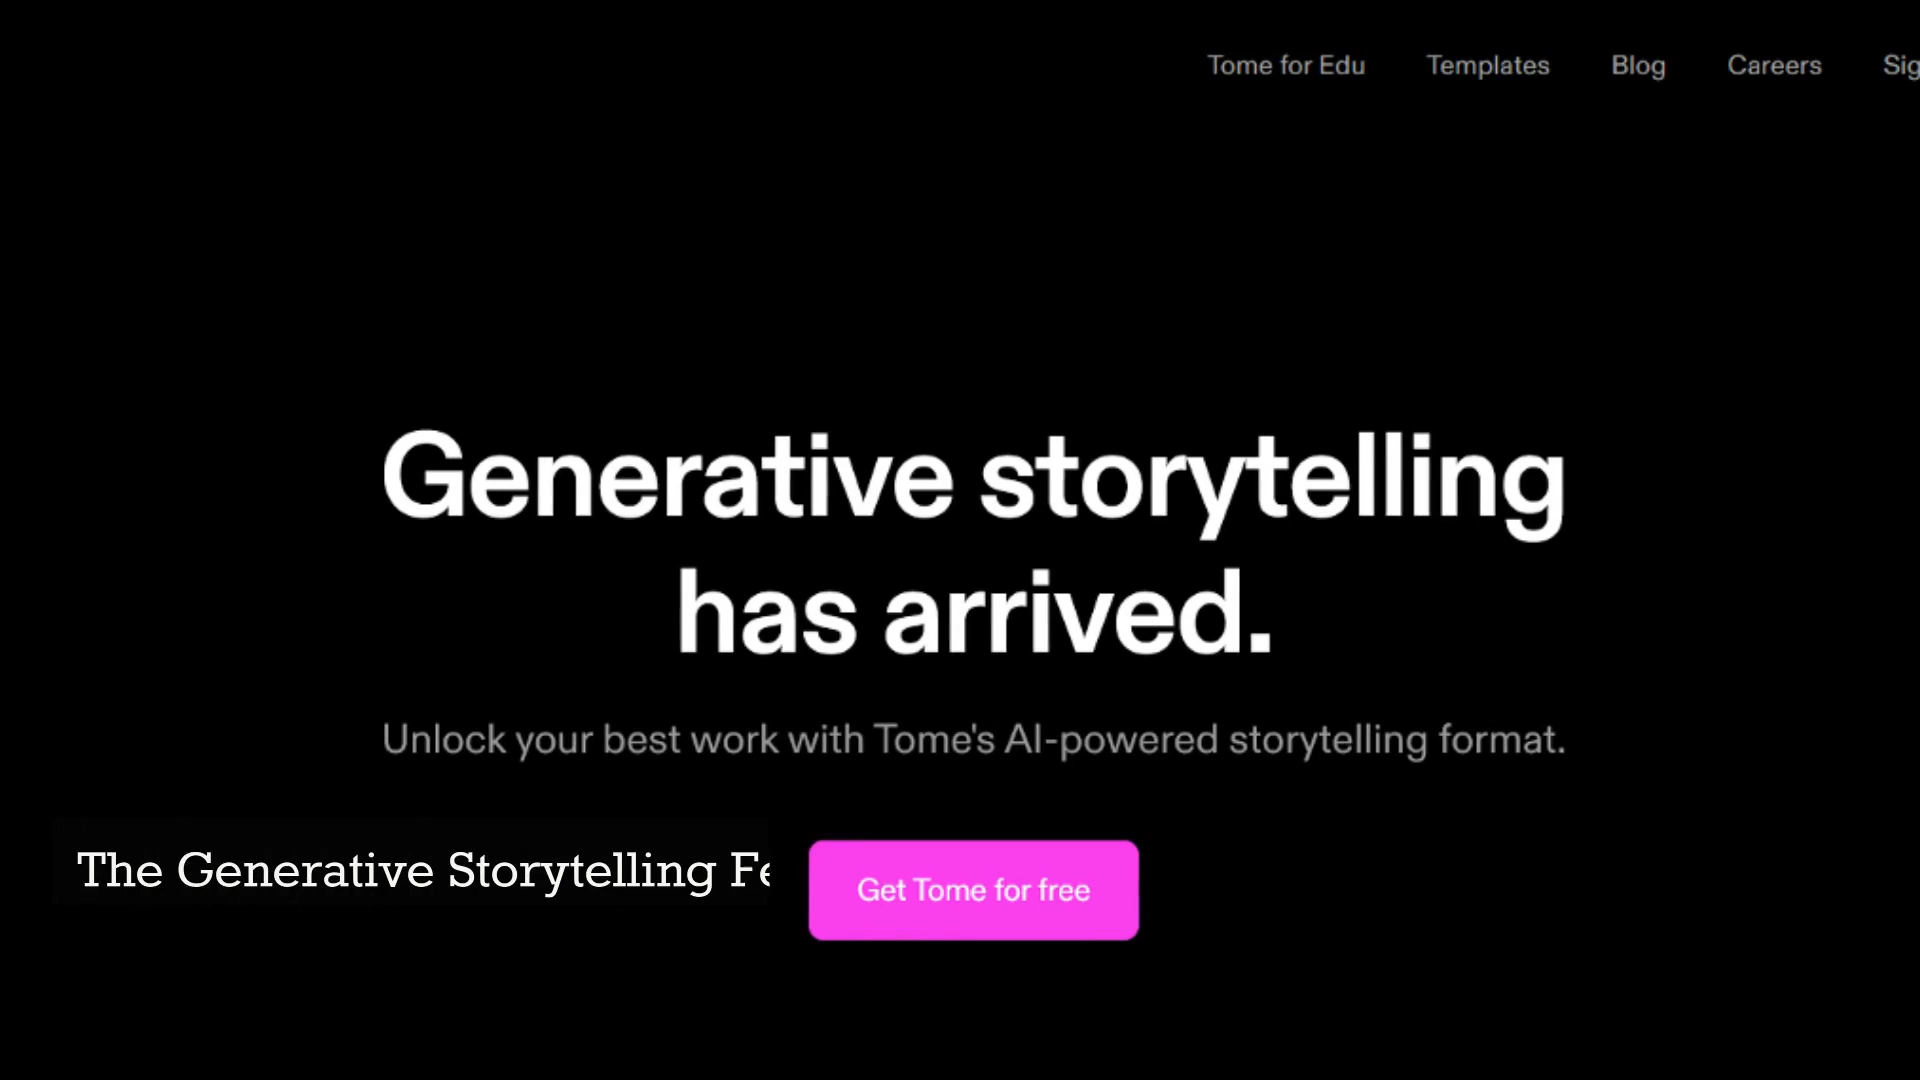 Tome for Edu Templates Blog Careers
Generative storytelling
has arrived.
Unlock your best work with Tome's AI-powered storytelling format.
The Generative Storytelling
Get Tome for free